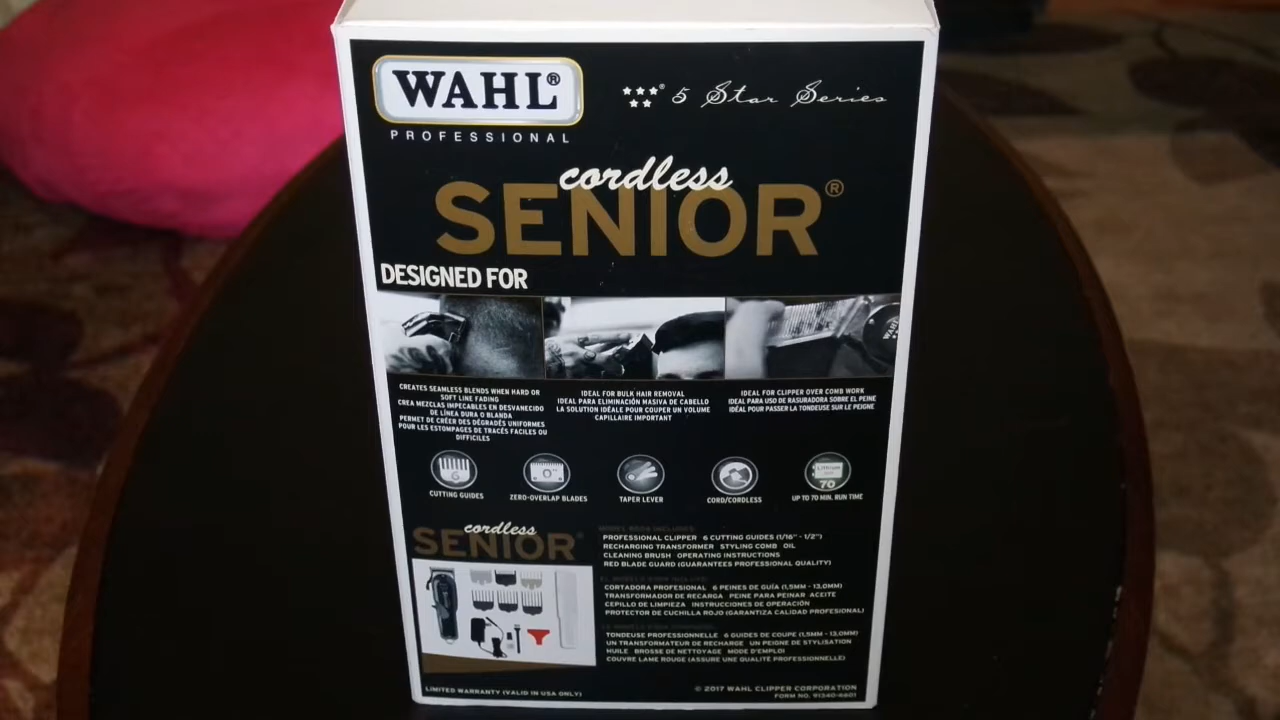 WAHL®
PROFESSIONAL
5 Star Series
cordless
SENIOR®
DESIGNED FOR
WAHL
CREATES SEAMLESS BLENDS WHEN HARD OR
SOFT LINE FADING
CREA MEZCLAS IMPECABLES EN DESVANECIDO
DE LÍNEA DURA O BLANDA
PERMET DE CRÉER DES DÉGRADÉS UNIFORMES
POUR LES ESTOMPAGES DE TRACÉS FACILES OU
DIFFICILES
IDEAL FOR BULK HAIR REMOVAL
IDEAL PARA ELIMINACIÓN MASIVA DE CABELLO
LA SOLUTION IDÉALE POUR COUPER UN VOLUME
CAPILLAIRE IMPORTANT
IDEAL FOR CLIPPER OVER COMB WORK
IDEAL PARA USO DE RASURADORA SOBRE EL PEINE
IDÉAL POUR PASSER LA TONDEUSE SUR LE PEIGNE
6
CUTTING GUIDES
0"
ZERO-OVERLAP BLADES
TAPER LEVER
CORD/CORDLESS
Lithium
70
UP TO 70 MIN. RUN TIME
cordless
SENIOR®
PROFESSIONAL CLIPPER 6 CUTTING GUIDES (1/16" - 1/2")
RECHARGING TRANSFORMER STYLING COMB OIL
CLEANING BRUSH OPERATING INSTRUCTIONS
RED BLADE GUARD (GUARANTEES PROFESSIONAL QUALITY)
CORTADORA PROFESIONAL 6 PEINES DE GUÍA (1.5MM - 13.0MM)
TRANSFORMADOR DE RECARGA PEINE PARA PEINAR ACEITE
CEPILLO DE LIMPIEZA INSTRUCCIONES DE OPERACIÓN
PROTECTOR DE CUCHILLA ROJO (GARANTIZA CALIDAD PROFESIONAL)
TONDEUSE PROFESSIONNELLE 6 GUIDES DE COUPE (1,5MM - 13,0MM)
UN TRANSFORMATEUR DE RECHARGE UN PEIGNE DE STYLISATION
HUILE BROSSE DE NETTOYAGE MODE D'EMPLOI
COUVRE LAME ROUGE (ASSURE UNE QUALITÉ PROFESSIONNELLE)
LIMITED WARRANTY (VALID IN USA ONLY)
© 2017 WAHL CLIPPER CORPORATION
FORM NO. 91540-4601